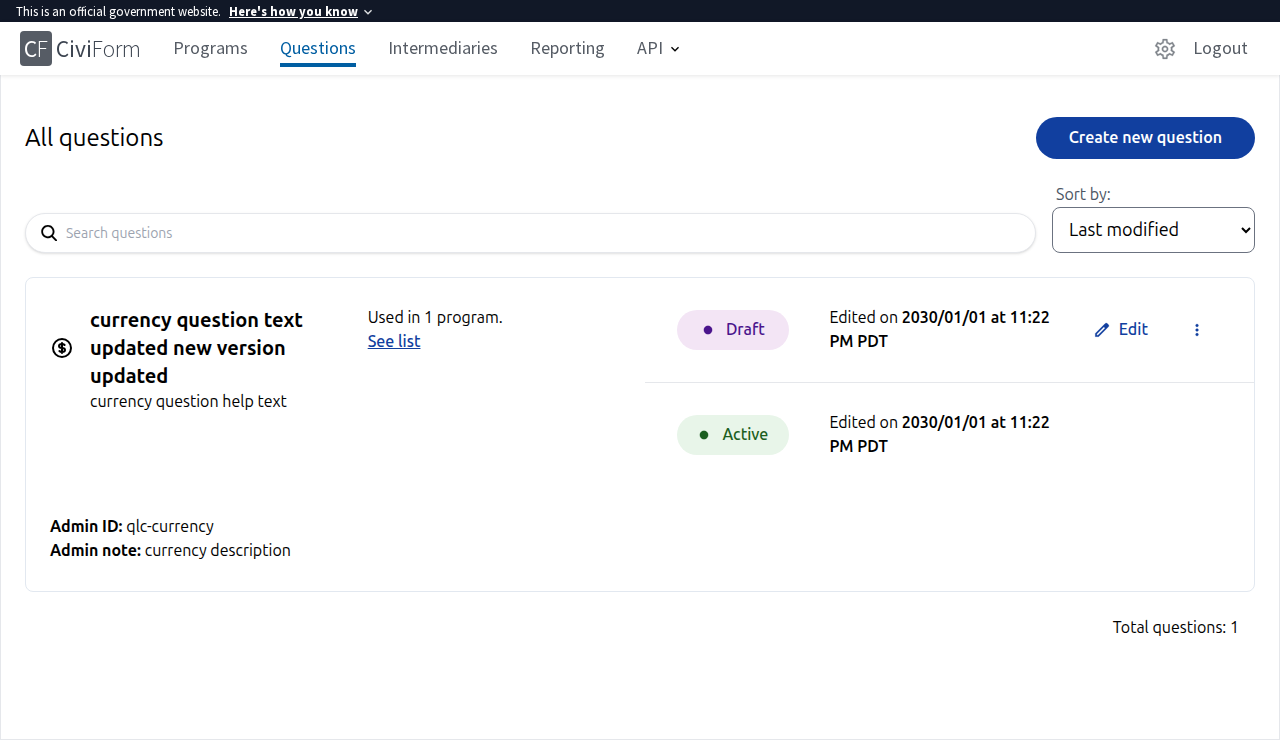 This is an official government website. Here's how you know
CF CiviForm Programs Questions Intermediaries Reporting API Logout
All questions
Create new question
Sort by:
Search questions
Last modified
currency question text
updated new version
updated
currency question help text
Used in 1 program.
See list
Draft
Edited on 2030/01/01 at 11:22
PM PDT
Edit
Active
Edited on 2030/01/01 at 11:22
PM PDT
Admin ID: qlc-currency
Admin note: currency description
Total questions: 1